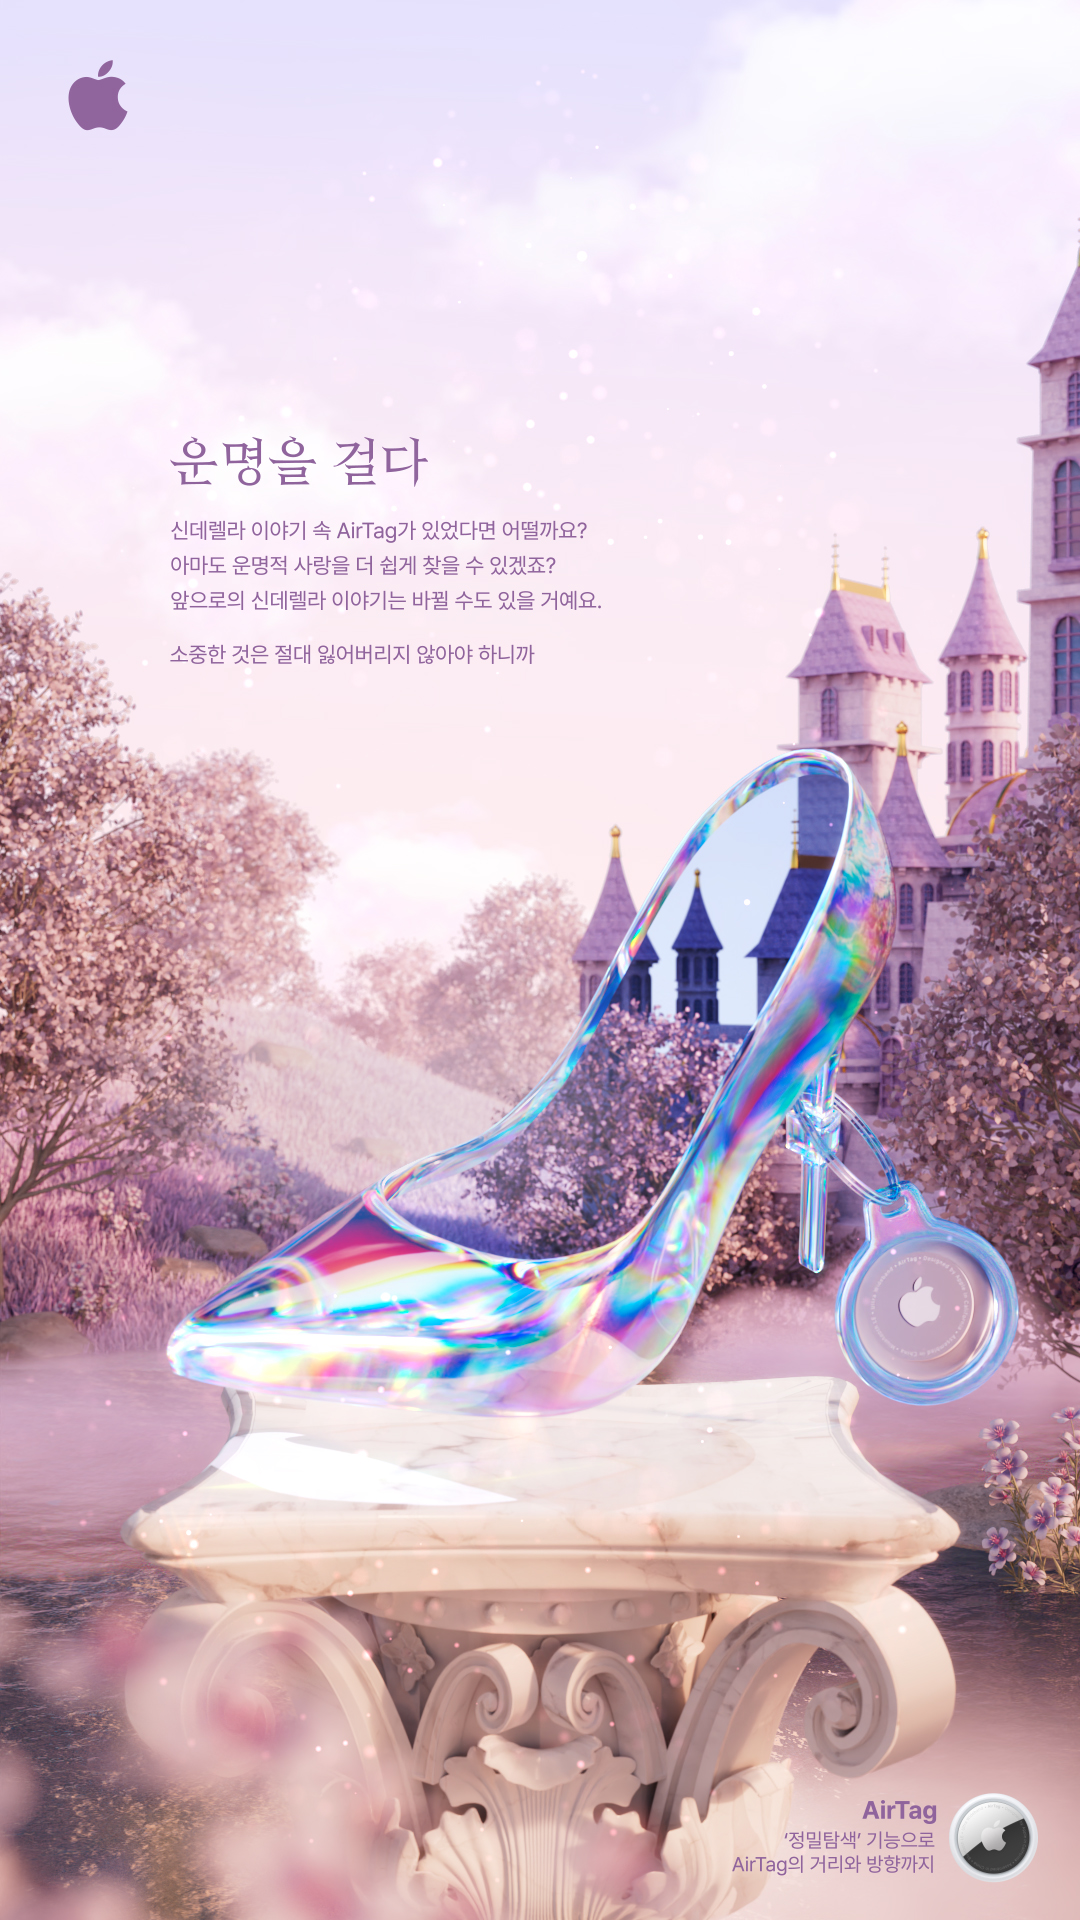 운명을 걸다
신데렐라 이야기 속 AirTag가 있었다면 어떨까요?
아마도 운명적 사랑을 더 쉽게 찾을 수 있겠죠?
앞으로의 신데렐라 이야기는 바뀔 수도 있을 거예요.
소중한 것은 절대 잃어버리지 않아야 하니까
AirTag
‘정밀탐색’ 기능으로
AirTag의 거리와 방향까지